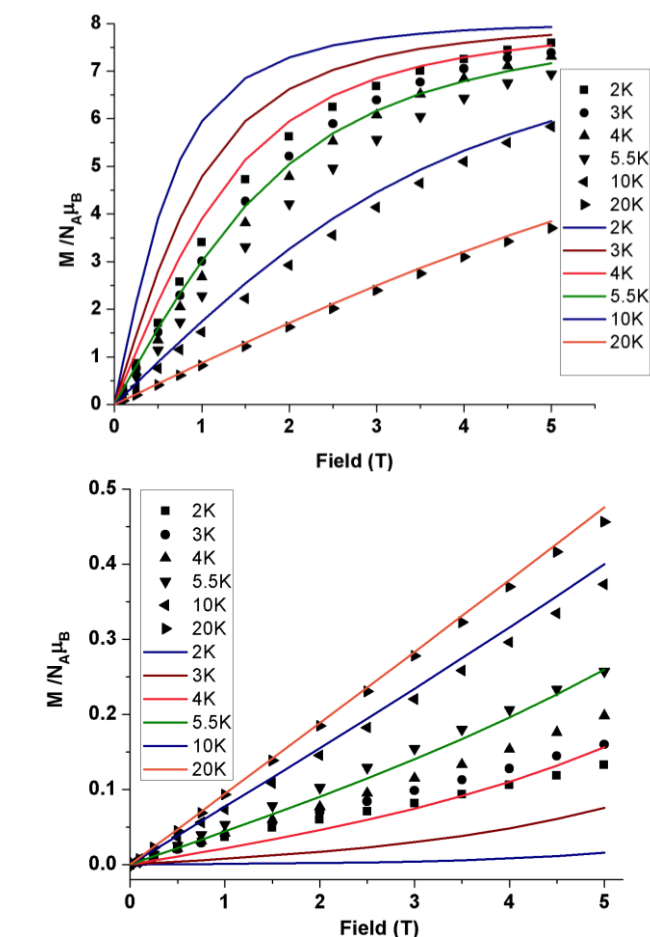 8
7
6
5
4
3
2
1
0
M /N_Aμ_B
0 1 2 3 4 5
Field (T)
2K
3K
4K
5.5K
10K
20K
2K
3K
4K
5.5K
10K
20K
0.5
0.4
0.3
0.2
0.1
0.0
M /N_Aμ_B
2K
3K
4K
5.5K
10K
20K
2K
3K
4K
5.5K
10K
20K
0 1 2 3 4 5
Field (T)